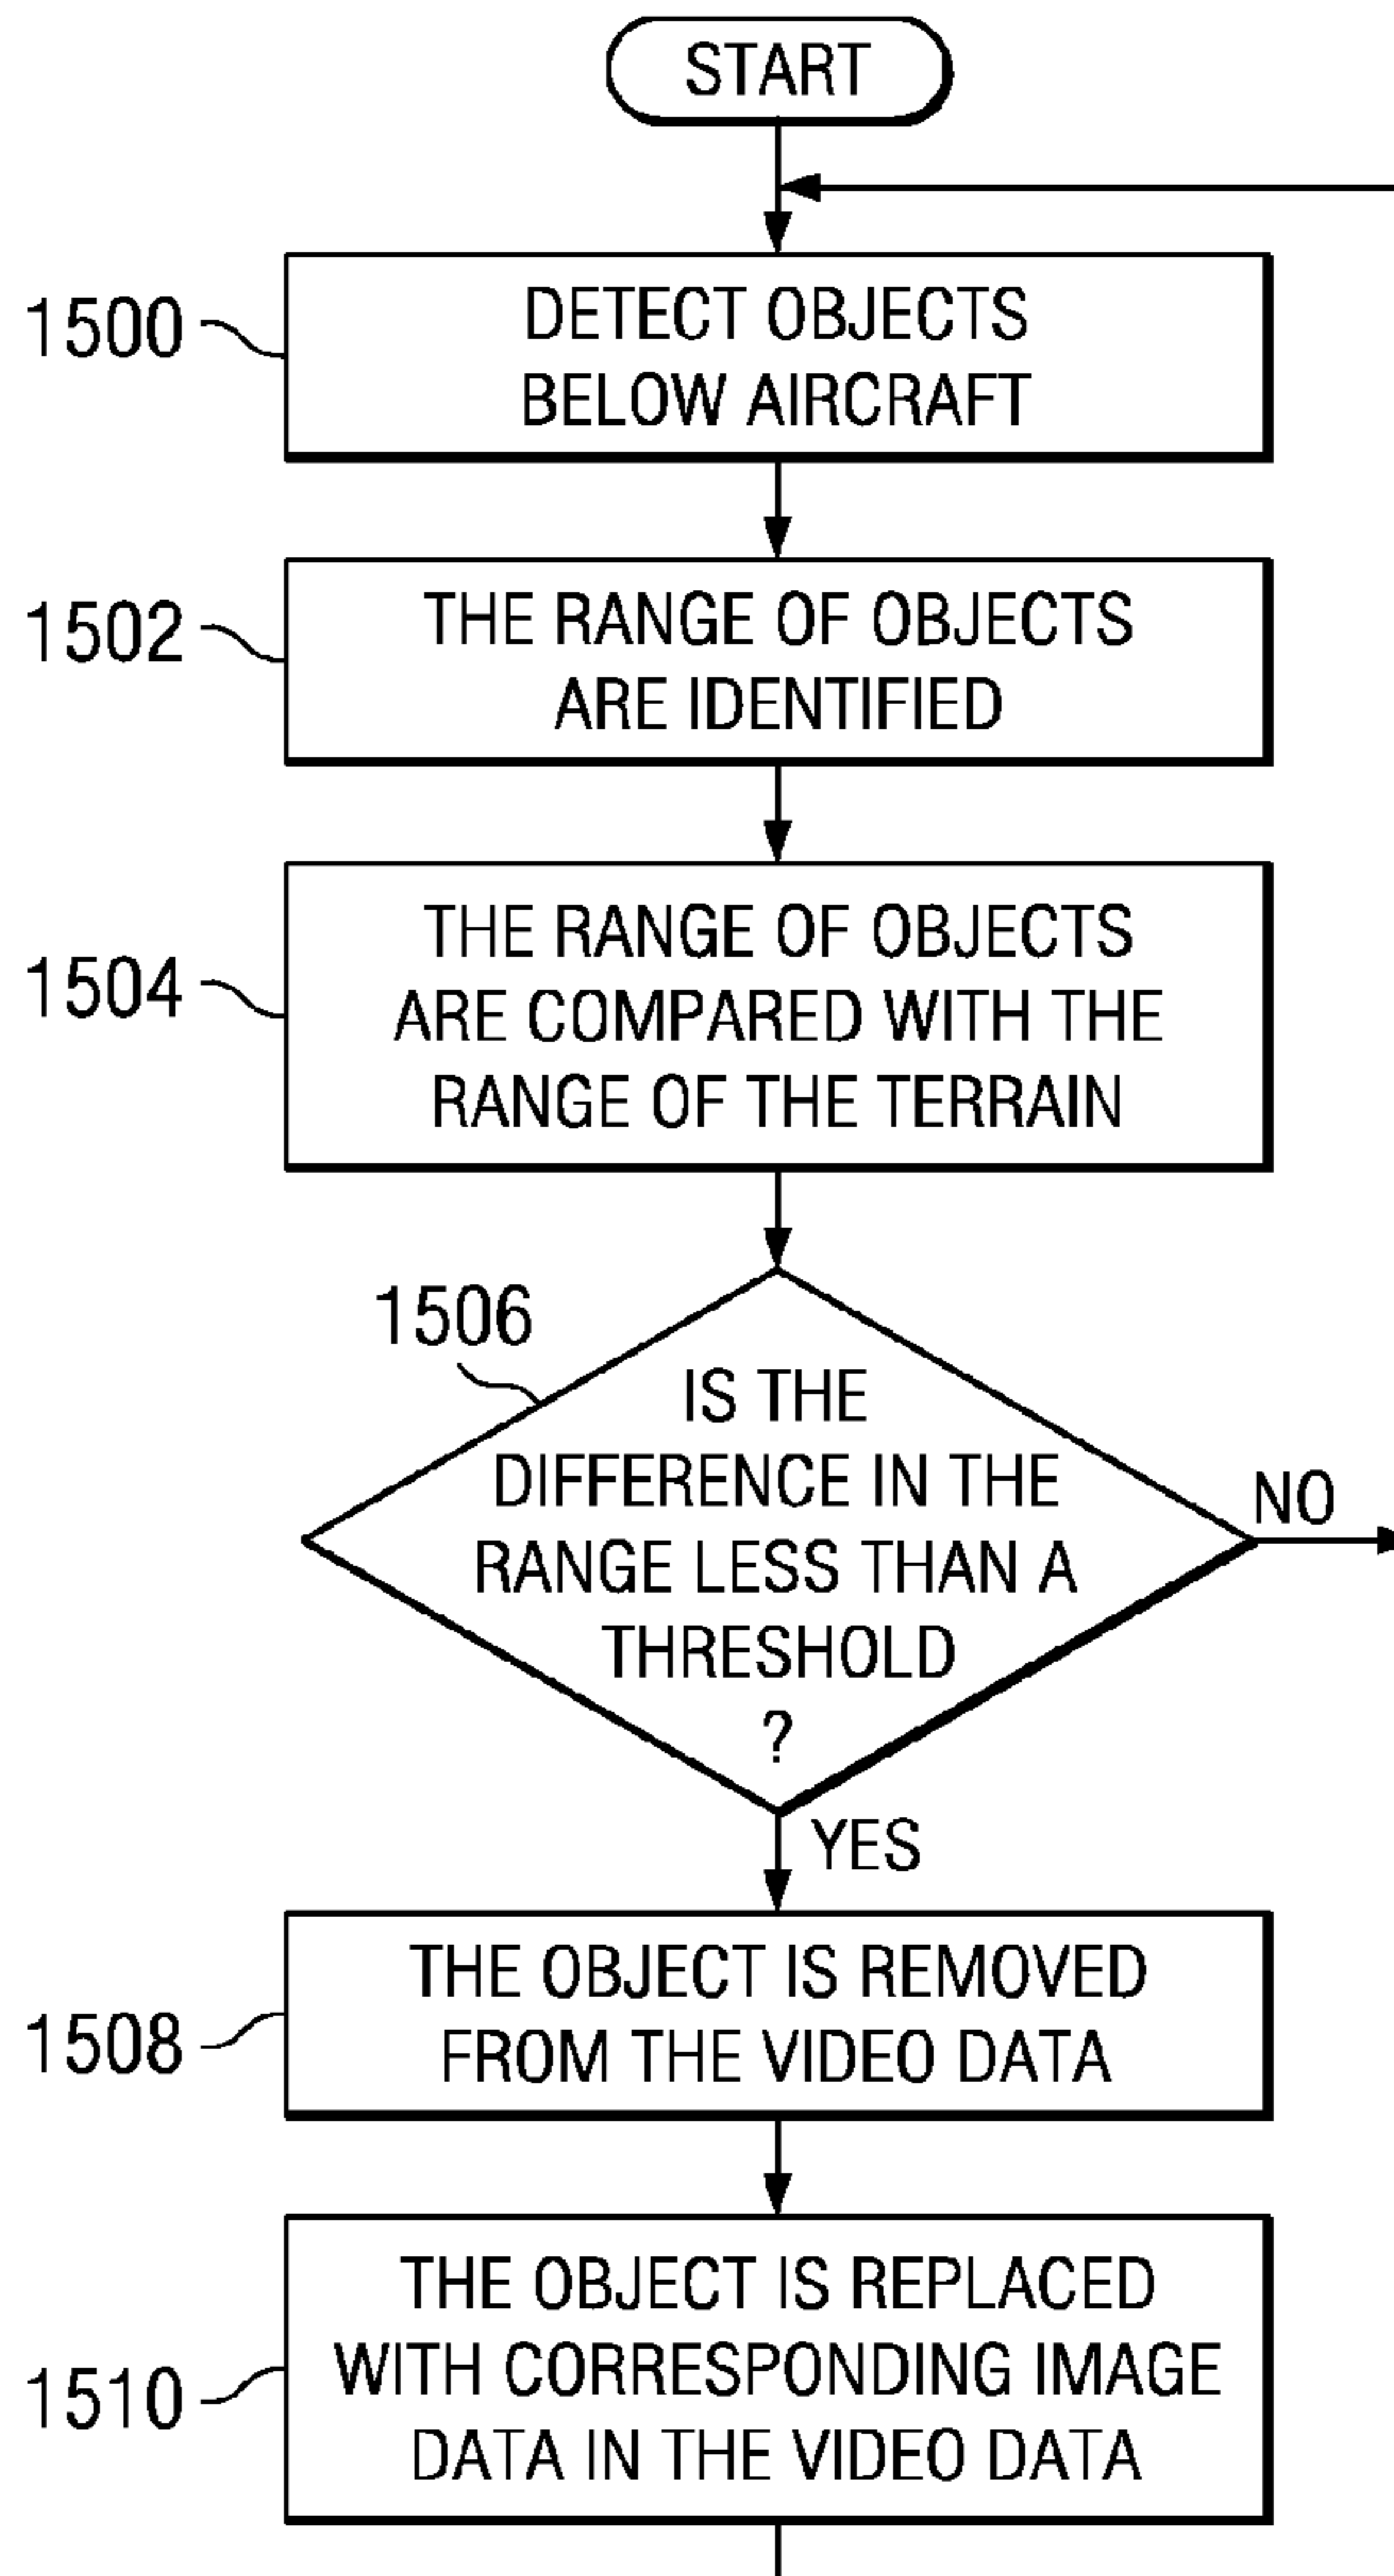 START
1500
DETECT OBJECTS
BELOW AIRCRAFT
1502
THE RANGE OF OBJECTS
ARE IDENTIFIED
1504
THE RANGE OF OBJECTS
ARE COMPARED WITH THE
RANGE OF THE TERRAIN
1506
IS THE
DIFFERENCE IN THE
RANGE LESS THAN A
THRESHOLD
?
NO
YES
1508
THE OBJECT IS REMOVED
FROM THE VIDEO DATA
1510
THE OBJECT IS REPLACED
WITH CORRESPONDING IMAGE
DATA IN THE VIDEO DATA